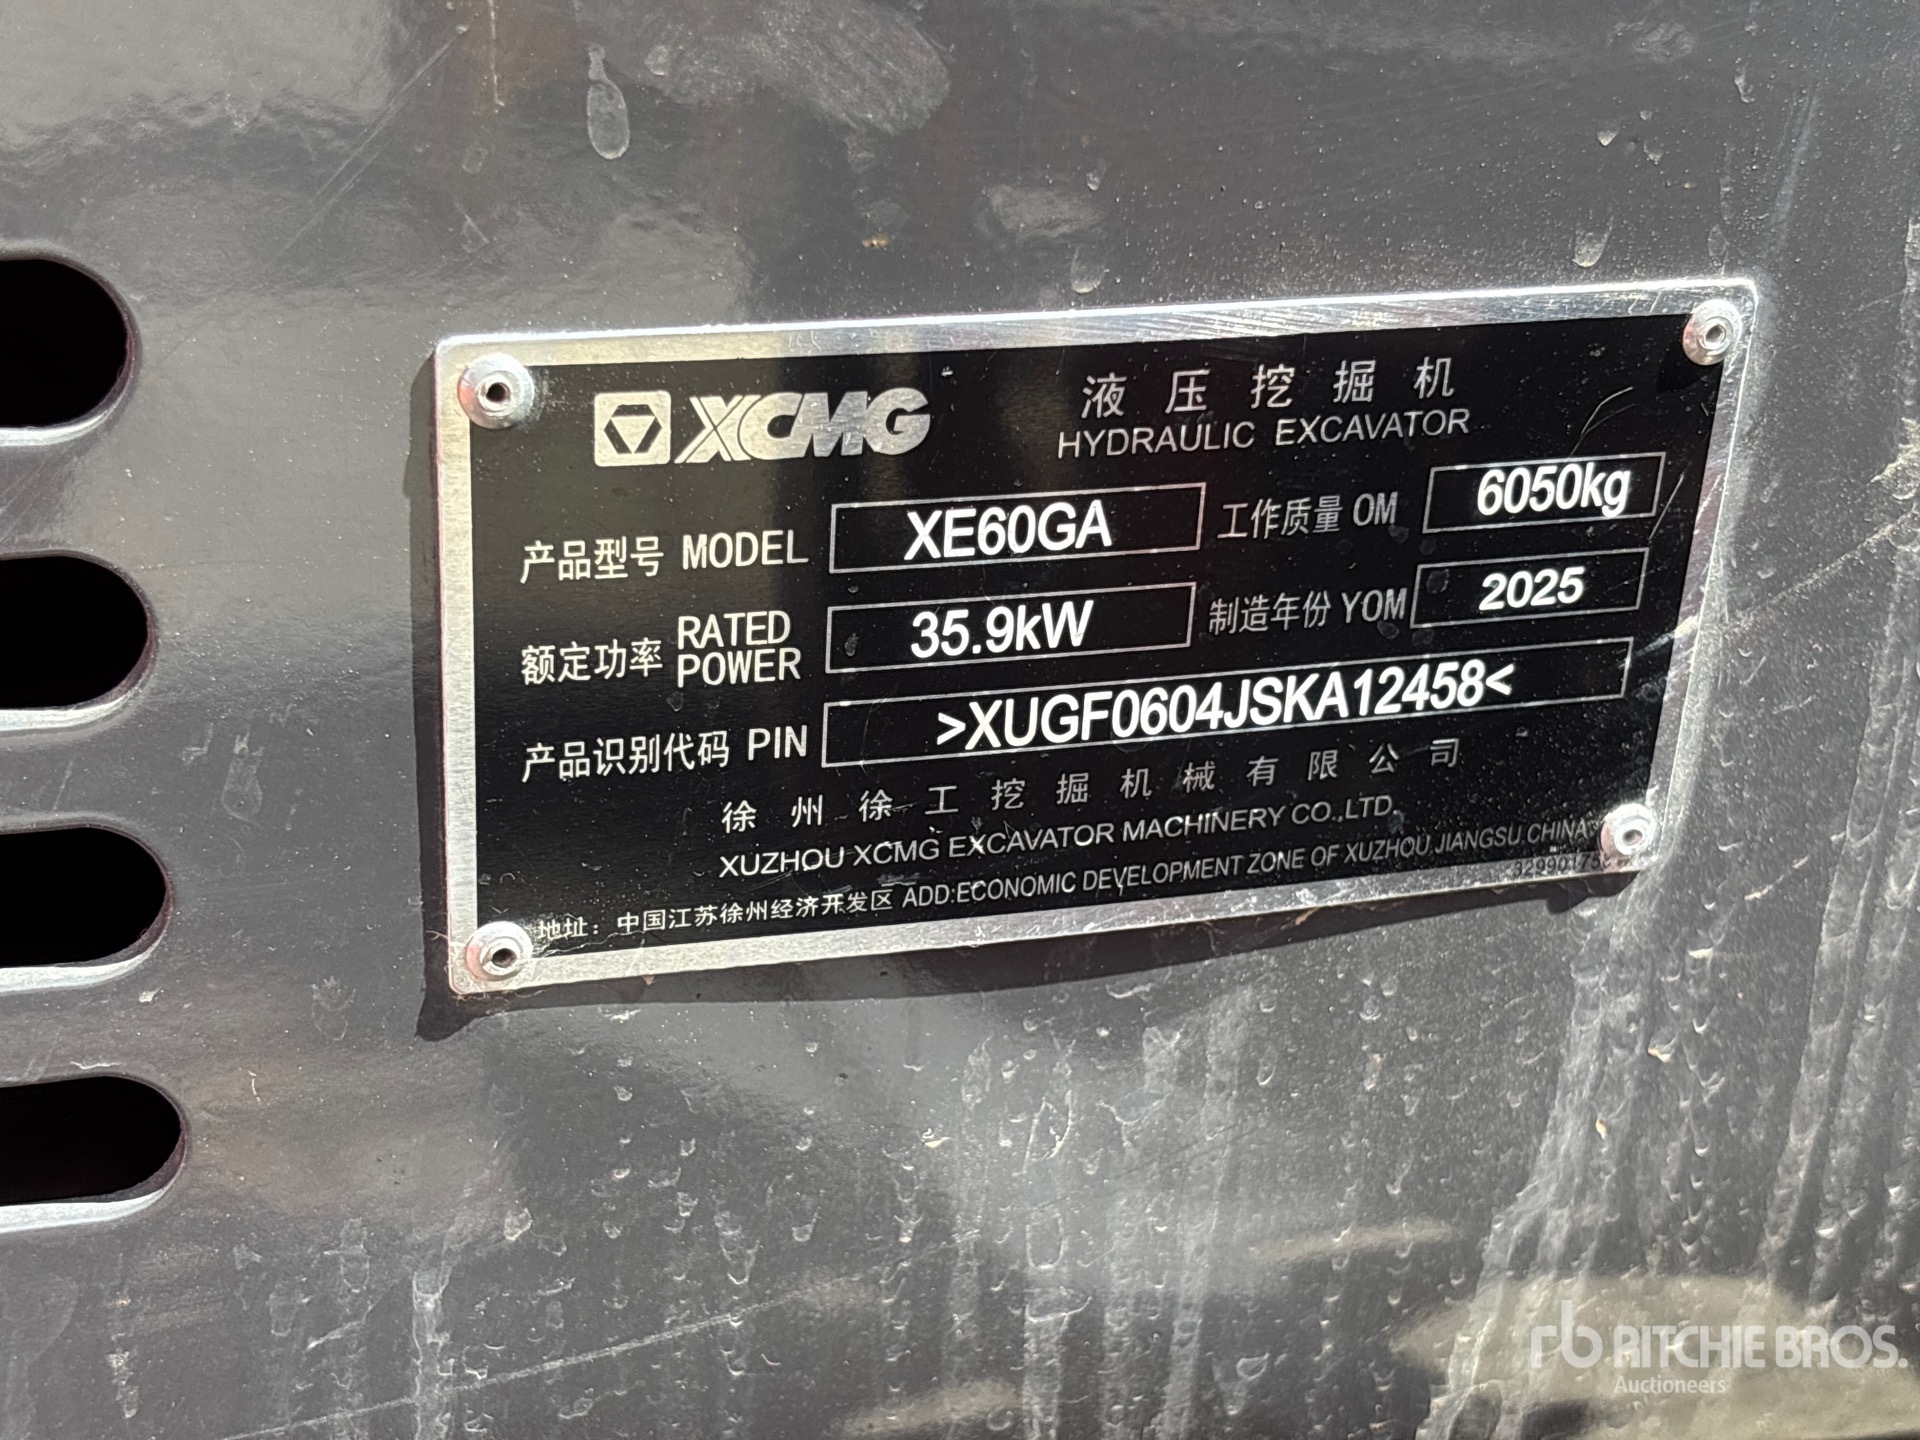 XCMG
液压挖掘机
HYDRAULIC EXCAVATOR
产品型号 MODEL XE60GA 工作质量 OM 6050kg
额定功率 RATED POWER 35.9kW 制造年份 YOM 2025
产品识别代码 PIN >XUGF0604JSKA12458<
徐州徐工挖掘机械有限公司
XUZHOU XCMG EXCAVATOR MACHINERY CO.,LTD.
地址：中国江苏徐州经济开发区 ADD:ECONOMIC DEVELOPMENT ZONE OF XUZHOU JIANGSU CHINA
rb RITCHIE BROS.
Auctioneers